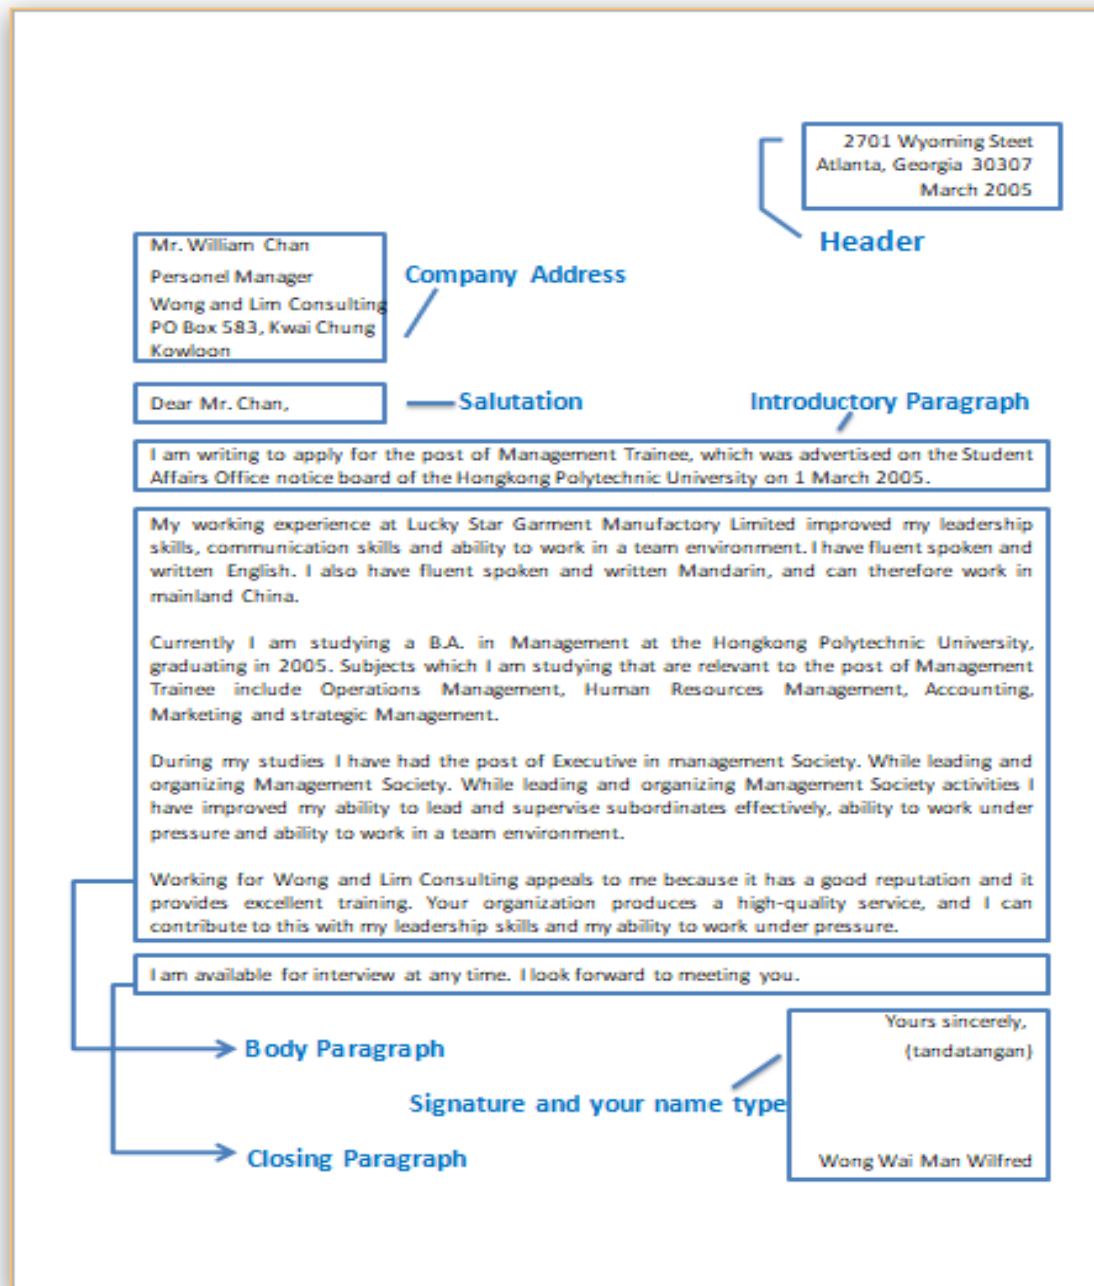 2701 Wyoming Steet
Atlanta, Georgia 30307
March 2005
Header
Mr. William Chan
Personel Manager
Wong and Lim Consulting
PO Box 583, Kwai Chung
Kowloon
Company Address
Dear Mr. Chan,
Salutation
Introductory Paragraph
I am writing to apply for the post of Management Trainee, which was advertised on the Student
Affairs Office notice board of the Hongkong Polytechnic University on 1 March 2005.
My working experience at Lucky Star Garment Manufactory Limited improved my leadership
skills, communication skills and ability to work in a team environment. I have fluent spoken and
written English. I also have fluent spoken and written Mandarin, and can therefore work in
mainland China.
Currently I am studying a B.A. in Management at the Hongkong Polytechnic University,
graduating in 2005. Subjects which I am studying that are relevant to the post of Management
Trainee include Operations Management, Human Resources Management, Accounting,
Marketing and strategic Management.
During my studies I have had the post of Executive in management Society. While leading and
organizing Management Society. While leading and organizing Management Society activities I
have improved my ability to lead and supervise subordinates effectively, ability to work under
pressure and ability to work in a team environment.
Working for Wong and Lim Consulting appeals to me because it has a good reputation and it
provides excellent training. Your organization produces a high-quality service, and I can
contribute to this with my leadership skills and my ability to work under pressure.
I am available for interview at any time. I look forward to meeting you.
Yours sincerely,
(tandatangan)
Body Paragraph
Signature and your name type
Closing Paragraph
Wong Wai Man Wilfred